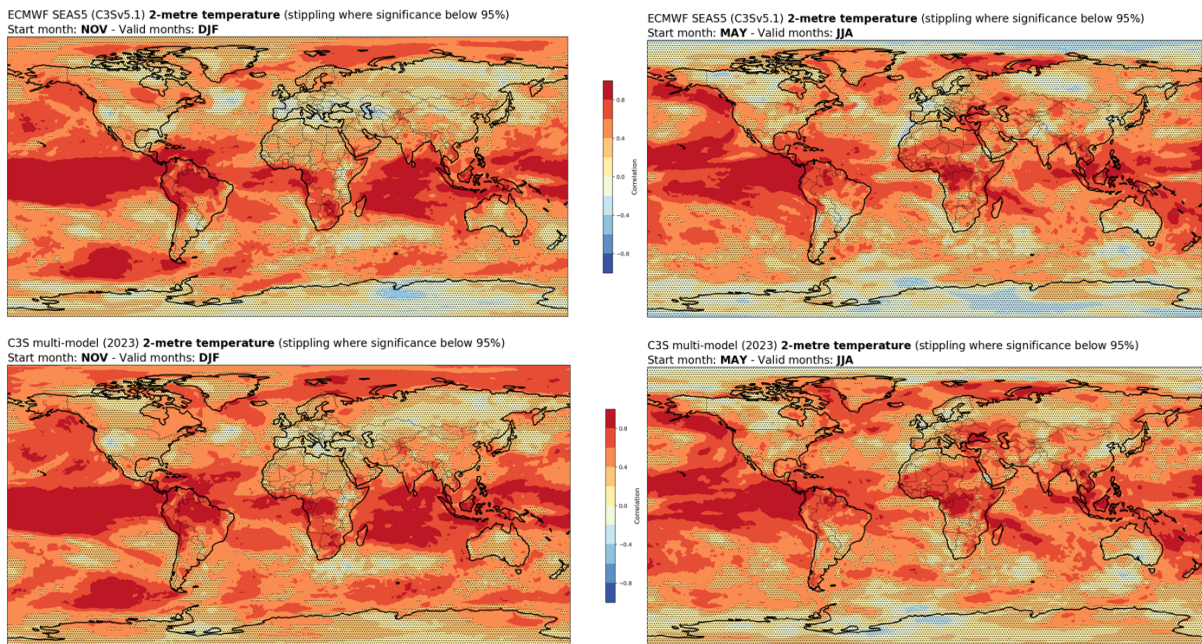 ECMWF SEAS5 (C3Sv5.1) 2-metre temperature (stippling where significance below 95%)
Start month: NOV - Valid months: DJF
ECMWF SEAS5 (C3Sv5.1) 2-metre temperature (stippling where significance below 95%)
Start month: MAY - Valid months: JJA
0.8
0.4
0.0
−0.4
−0.8
Correlation
C3S multi-model (2023) 2-metre temperature (stippling where significance below 95%)
Start month: NOV - Valid months: DJF
C3S multi-model (2023) 2-metre temperature (stippling where significance below 95%)
Start month: MAY - Valid months: JJA
0.8
0.4
0.0
−0.4
−0.8
Correlation